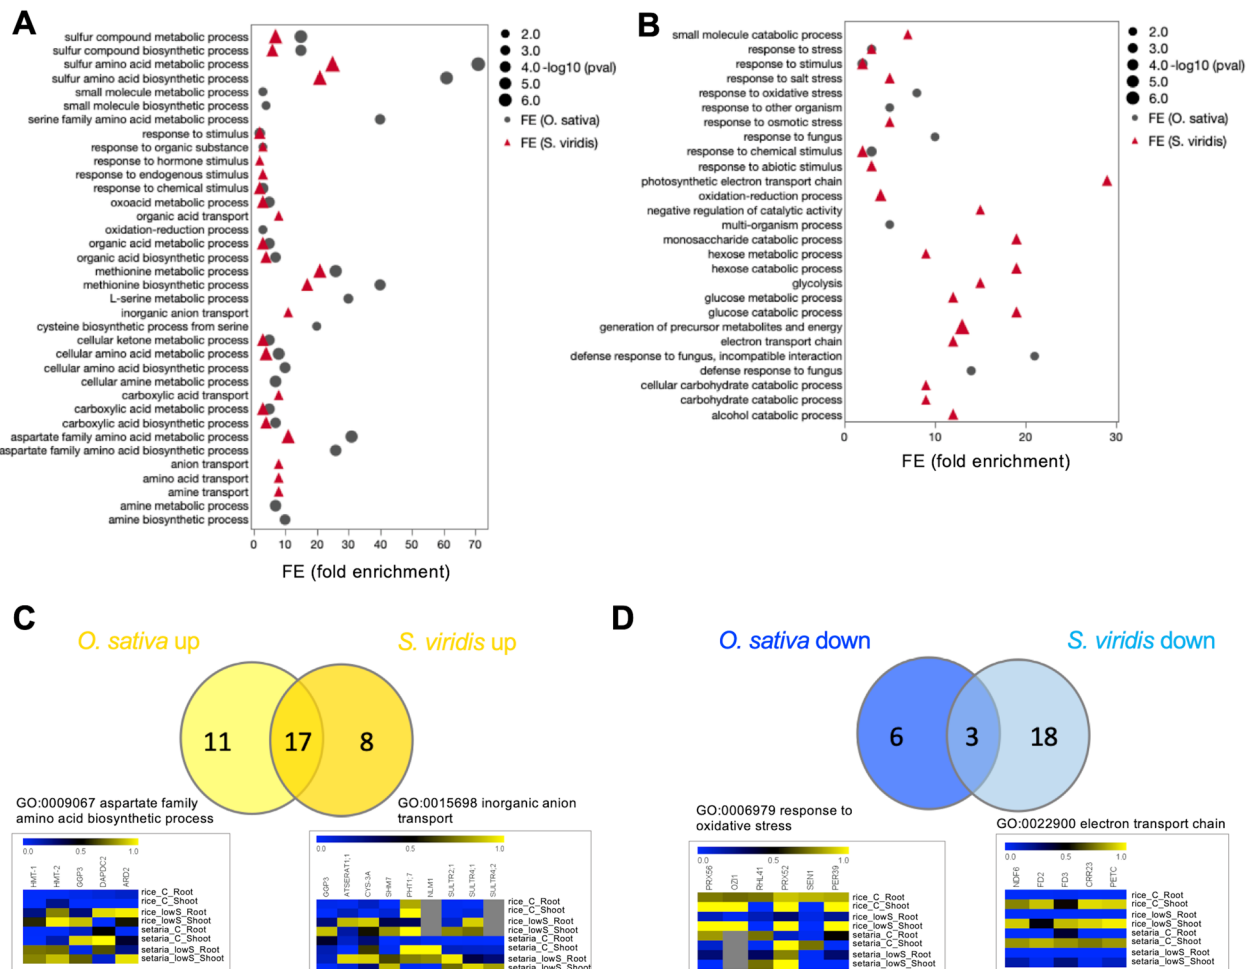 A
sulfur compound metabolic process
sulfur compound biosynthetic process
sulfur amino acid metabolic process
sulfur amino acid biosynthetic process
small molecule metabolic process
small molecule biosynthetic process
serine family amino acid metabolic process
response to stimulus
response to organic substance
response to hormone stimulus
response to endogenous stimulus
response to chemical stimulus
oxoacid metabolic process
organic acid transport
oxidation-reduction process
organic acid metabolic process
organic acid biosynthetic process
methionine metabolic process
methionine biosynthetic process
L-serine metabolic process
inorganic anion transport
cysteine biosynthetic process from serine
cellular ketone metabolic process
cellular amino acid metabolic process
cellular amino acid biosynthetic process
cellular amine metabolic process
carboxylic acid transport
carboxylic acid metabolic process
carboxylic acid biosynthetic process
aspartate family amino acid metabolic process
aspartate family amino acid biosynthetic process
anion transport
amino acid transport
amine transport
amine metabolic process
amine biosynthetic process
0 10 20 30 40 50 60 70
FE (fold enrichment)
2.0
3.0
4.0 -log10 (pval)
5.0
6.0
FE (O. sativa)
FE (S. viridis)
B
small molecule catabolic process
response to stress
response to stimulus
response to salt stress
response to oxidative stress
response to other organism
response to osmotic stress
response to fungus
response to chemical stimulus
response to abiotic stimulus
photosynthetic electron transport chain
oxidation-reduction process
negative regulation of catalytic activity
multi-organism process
monosaccharide catabolic process
hexose metabolic process
hexose catabolic process
glycolysis
glucose metabolic process
glucose catabolic process
generation of precursor metabolites and energy
electron transport chain
defense response to fungus, incompatible interaction
defense response to fungus
cellular carbohydrate catabolic process
carbohydrate catabolic process
alcohol catabolic process
0 10 20 30
FE (fold enrichment)
2.0
3.0
4.0 -log10 (pval)
5.0
6.0
FE (O. sativa)
FE (S. viridis)
C
O. sativa up
S. viridis up
11 17 8
GO:0009067 aspartate family
amino acid biosynthetic process
0.0 0.5 1.0
HMT-1 HMT-2 GGP3 DAPDC2 ARD2
rice_C_Root
rice_C_Shoot
rice_lowS_Root
rice_lowS_Shoot
setaria_C_Root
setaria_C_Shoot
setaria_lowS_Root
setaria_lowS_Shoot
GO:0015698 inorganic anion
transport
0.0 0.5 1.0
GGP3 ATSERAT1;1 CYS-3A SHM7 PHT1;7 NLM1 SULTR2;1 SULTR4;1 SULTR4;2
rice_C_Root
rice_C_Shoot
rice_lowS_Root
rice_lowS_Shoot
setaria_C_Root
setaria_C_Shoot
setaria_lowS_Root
setaria_lowS_Shoot
D
O. sativa down
S. viridis down
6 3 18
GO:0006979 response to
oxidative stress
0.0 0.5 1.0
PRX56 OZI1 RHL41 PRX52 SEN1 PER39
rice_C_Root
rice_C_Shoot
rice_lowS_Root
rice_lowS_Shoot
setaria_C_Root
setaria_C_Shoot
setaria_lowS_Root
setaria_lowS_Shoot
GO:0022900 electron transport chain
0.0 0.5 1.0
NDF6 FD2 FD3 CRR23 PETC
rice_C_Root
rice_C_Shoot
rice_lowS_Root
rice_lowS_Shoot
setaria_C_Root
setaria_C_Shoot
setaria_lowS_Root
setaria_lowS_Shoot